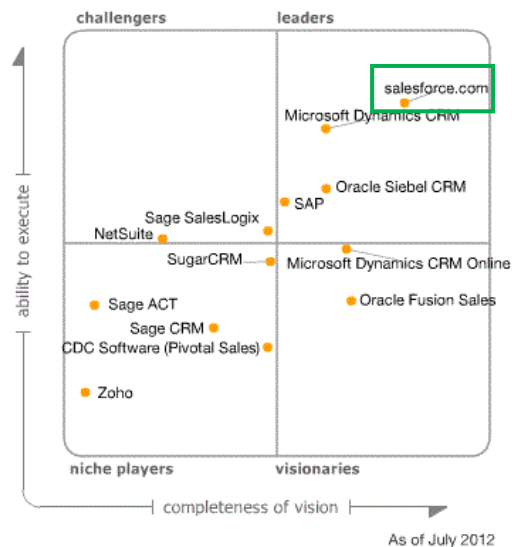 challengers
leaders
salesforce.com
Microsoft Dynamics CRM
Oracle Siebel CRM
SAP
Sage SalesLogix
NetSuite
SugarCRM
Microsoft Dynamics CRM Online
Oracle Fusion Sales
Sage ACT
Sage CRM
CDC Software (Pivotal Sales)
Zoho
niche players
visionaries
ability to execute
completeness of vision
As of July 2012